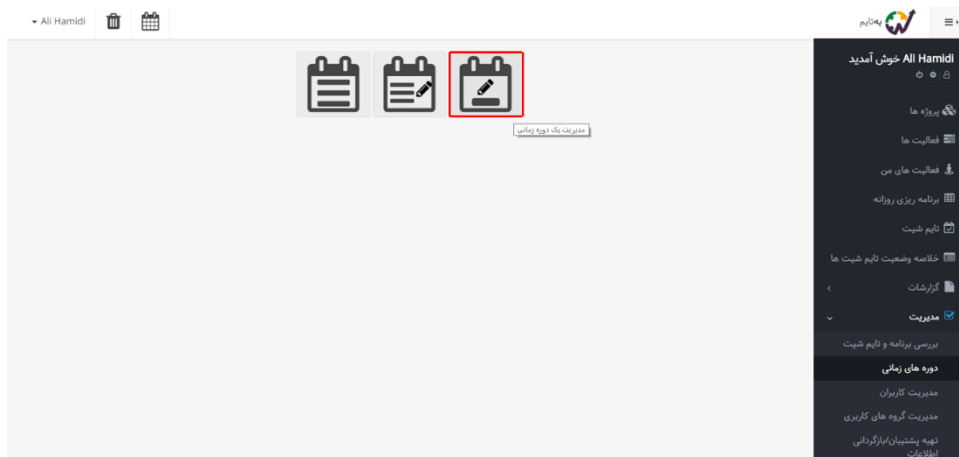 Ali Hamidi
به‌تایم
Ali Hamidi خوش آمدید
پروژه ها
فعالیت ها
فعالیت های من
برنامه ریزی روزانه
تایم شیت
خلاصه وضعیت تایم شیت ها
گزارشات
مدیریت
بررسی برنامه و تایم شیت
دوره های زمانی
مدیریت کاربران
مدیریت گروه های کاربری
تهیه پشتیبان/بازگردانی
اطلاعات
مدیریت یک دوره زمانی